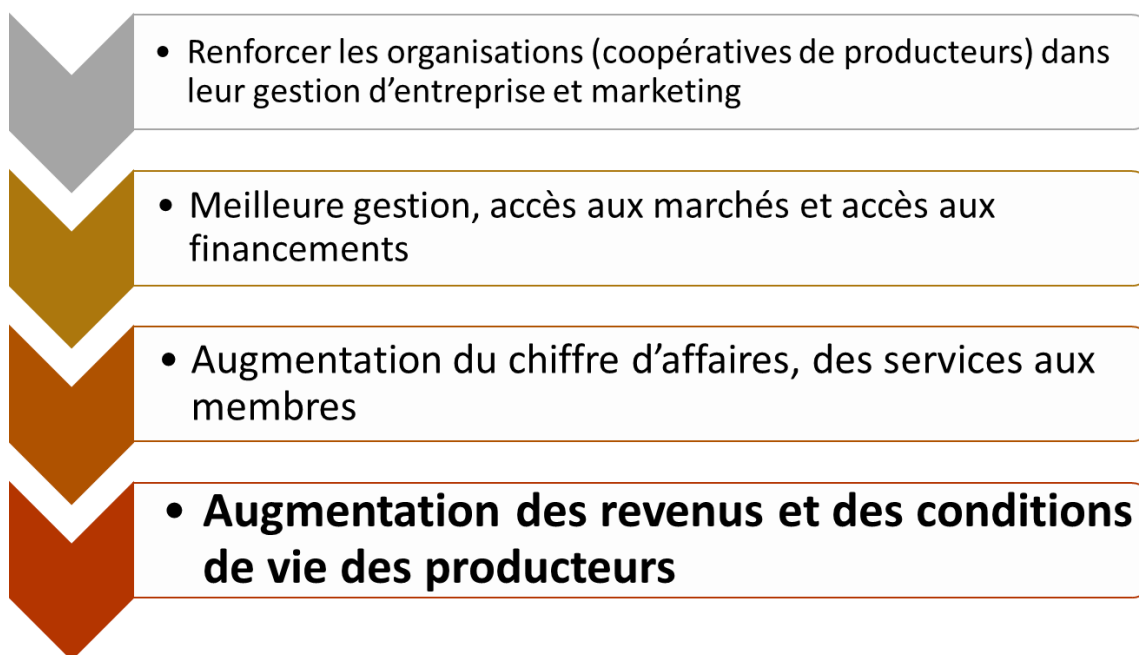 • Renforcer les organisations (coopératives de producteurs) dans
leur gestion d’entreprise et marketing
• Meilleure gestion, accès aux marchés et accès aux
financements
• Augmentation du chiffre d’affaires, des services aux
membres
• Augmentation des revenus et des conditions
de vie des producteurs